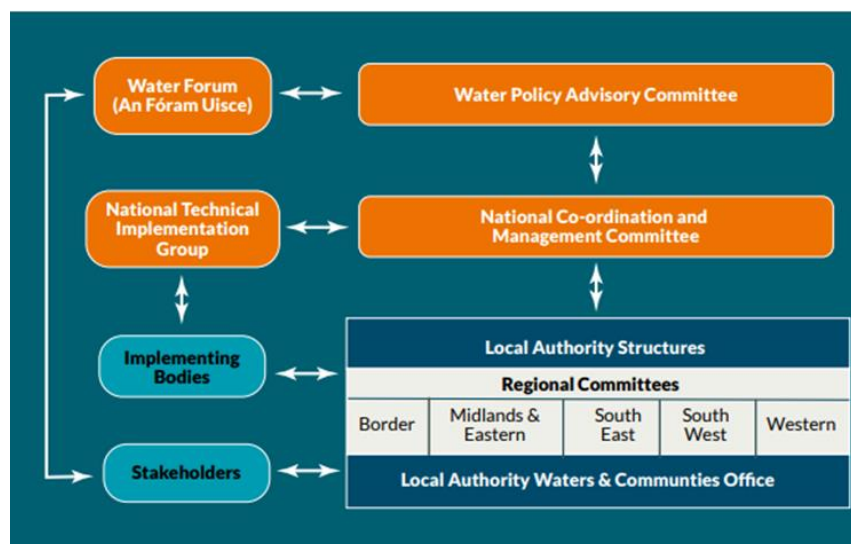 Water Forum
(An Fóram Uisce)
Water Policy Advisory Committee
National Technical
Implementation
Group
National Co-ordination and
Management Committee
Implementing
Bodies
Local Authority Structures
Regional Committees
Border
Midlands &
Eastern
South
East
South
West
Western
Stakeholders
Local Authority Waters & Communties Office